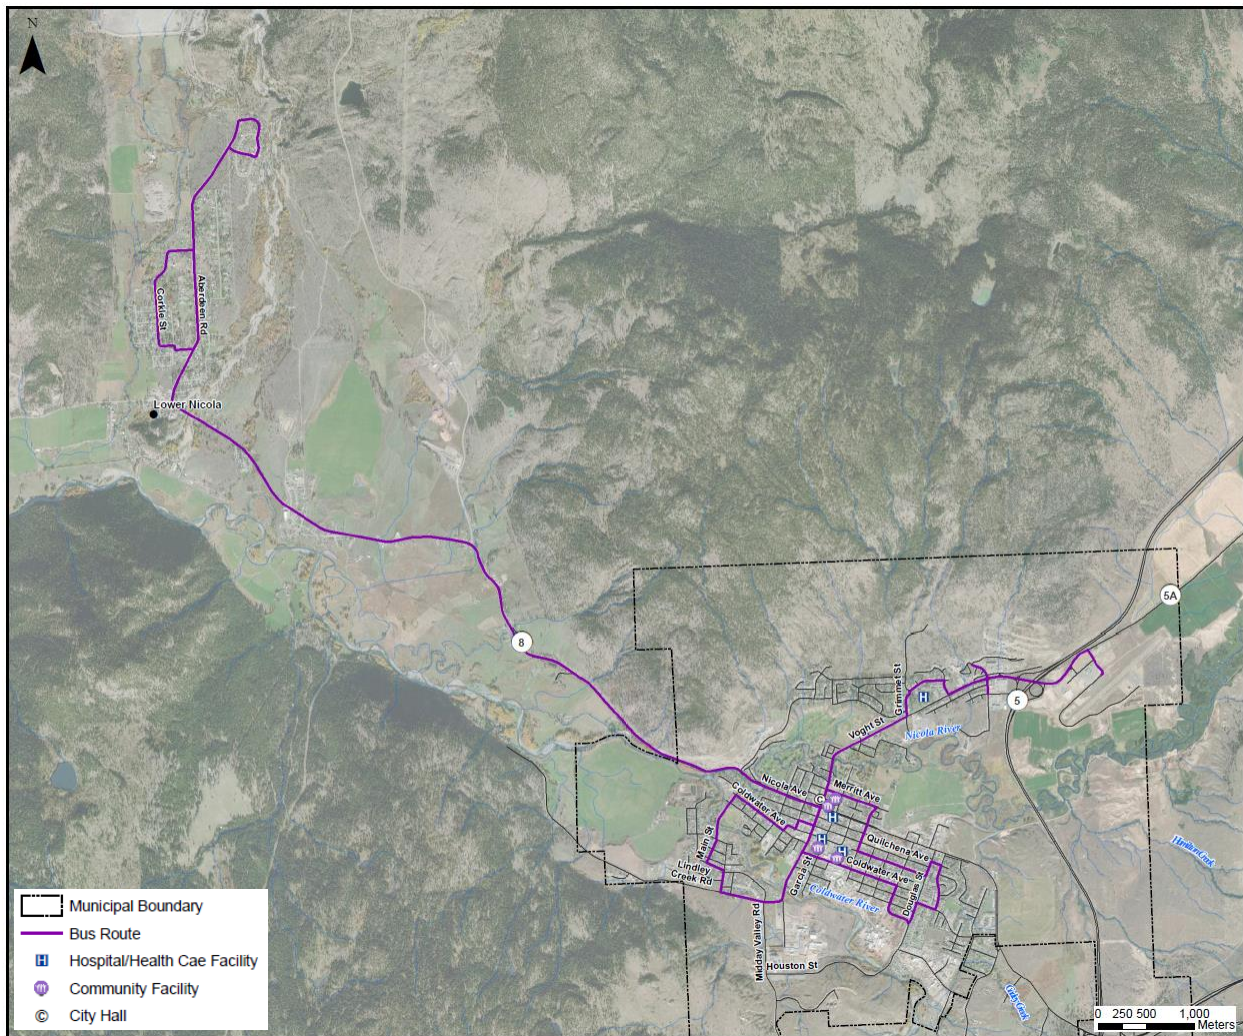 N
Corkle St
Aberdeen Rd
Lower Nicola
8
5A
5
Grimmet St
Voght St
Nicola River
Nicola Ave
Merritt Ave
Coldwater Ave
©
Main St
Quilchena Ave
Lindley
Creek Rd
Garcia St
Coldwater Ave
Douglas St
Coldwater River
Hamilton Creek
Midday Valley Rd
Houston St
Municipal Boundary
Bus Route
H Hospital/Health Cae Facility
Community Facility
© City Hall
0 250 500 1,000
Meters